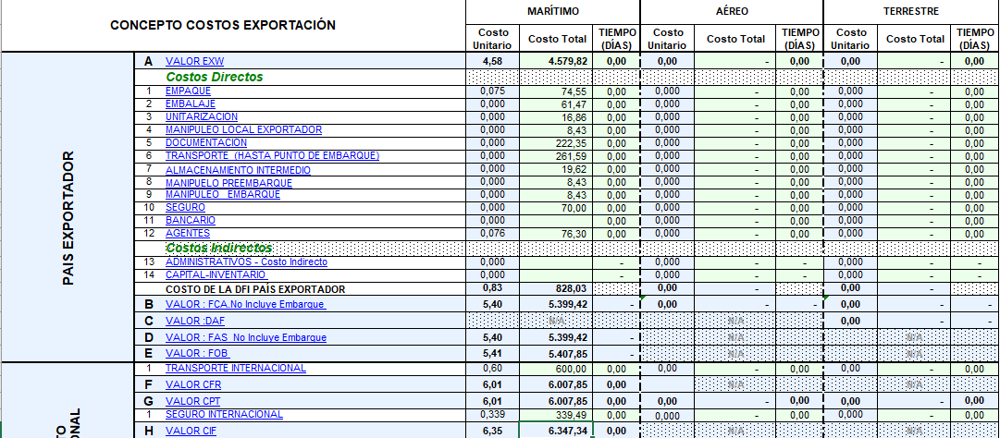 CONCEPTO COSTOS EXPORTACIÓN MARÍTIMO AÉREO TERRESTRE
Costo Unitario Costo Total TIEMPO (DÍAS) Costo Unitario Costo Total TIEMPO (DÍAS) Costo Unitario Costo Total TIEMPO (DÍAS)
PAIS EXPORTADOR
A VALOR EXW 4,58 4.579,82 0,00 0,00 - 0,00 0,00 - 0,00
Costos Directos
1 EMPAQUE 0,075 74,55 0,00 0,000 - 0,00 0,000 - 0,00
2 EMBALAJE 0,000 61,47 0,00 0,000 - 0,00 0,000 - 0,00
3 UNITARIZACIÓN 0,000 16,86 0,00 0,000 - 0,00 0,000 - 0,00
4 MANIPULEO LOCAL EXPORTADOR 0,000 8,43 0,00 0,000 - 0,00 0,000 - 0,00
5 DOCUMENTACIÓN 0,000 222,35 0,00 0,000 - 0,00 0,000 - 0,00
6 TRANSPORTE (HASTA PUNTO DE EMBARQUE) 0,000 261,59 0,00 0,000 - 0,00 0,000 - 0,00
7 ALMACENAMIENTO INTERMEDIO 0,000 19,62 0,00 0,000 - 0,00 0,000 - 0,00
8 MANIPUELO PREEMBARQUE 0,000 8,43 0,00 0,000 - 0,00 0,000 - 0,00
9 MANIPULEO EMBARQUE 0,000 8,43 0,00 0,000 - 0,00 0,000 - 0,00
10 SEGURO 0,000 70,00 0,00 0,000 - 0,00 0,000 - 0,00
11 BANCARIO 0,000 0,00 0,000 - 0,00 0,000 - 0,00
12 AGENTES 0,076 76,30 0,00 0,000 - 0,00 0,000 - 0,00
Costos Indirectos
13 ADMINISTRATIVOS - Costo Indirecto 0,000 - 0,000 - - 0,000 - -
14 CAPITAL-INVENTARIO 0,000 - 0,000 - - 0,000 - -
COSTO DE LA DFI PAÍS EXPORTADOR 0,83 828,03 0,00 - 0,00 -
B VALOR : FCA.No Incluye Embarque 5,40 5.399,42 - 0,00 - - 0,00 - -
C VALOR :DAF N/A N/A 0,00 - -
D VALOR : FAS No Incluye Embarque 5,40 5.399,42 - N/A N/A
E VALOR : FOB 5,41 5.407,85 - N/A N/A
1 TRANSPORTE INTERNACIONAL 0,60 600,00 0,00 0,00 - 0,00 0,00 - 0,00
F VALOR CFR 6,01 6.007,85 0,00 N/A N/A
G VALOR CPT 6,01 6.007,85 0,00 0,00 - 0,00 0,00 - 0,00
1 SEGURO INTERNACIONAL 0,339 339,49 0,00 0,000 - 0,00 0,000 - 0,00
H VALOR CIF 6,35 6.347,34 0,00 N/A N/A